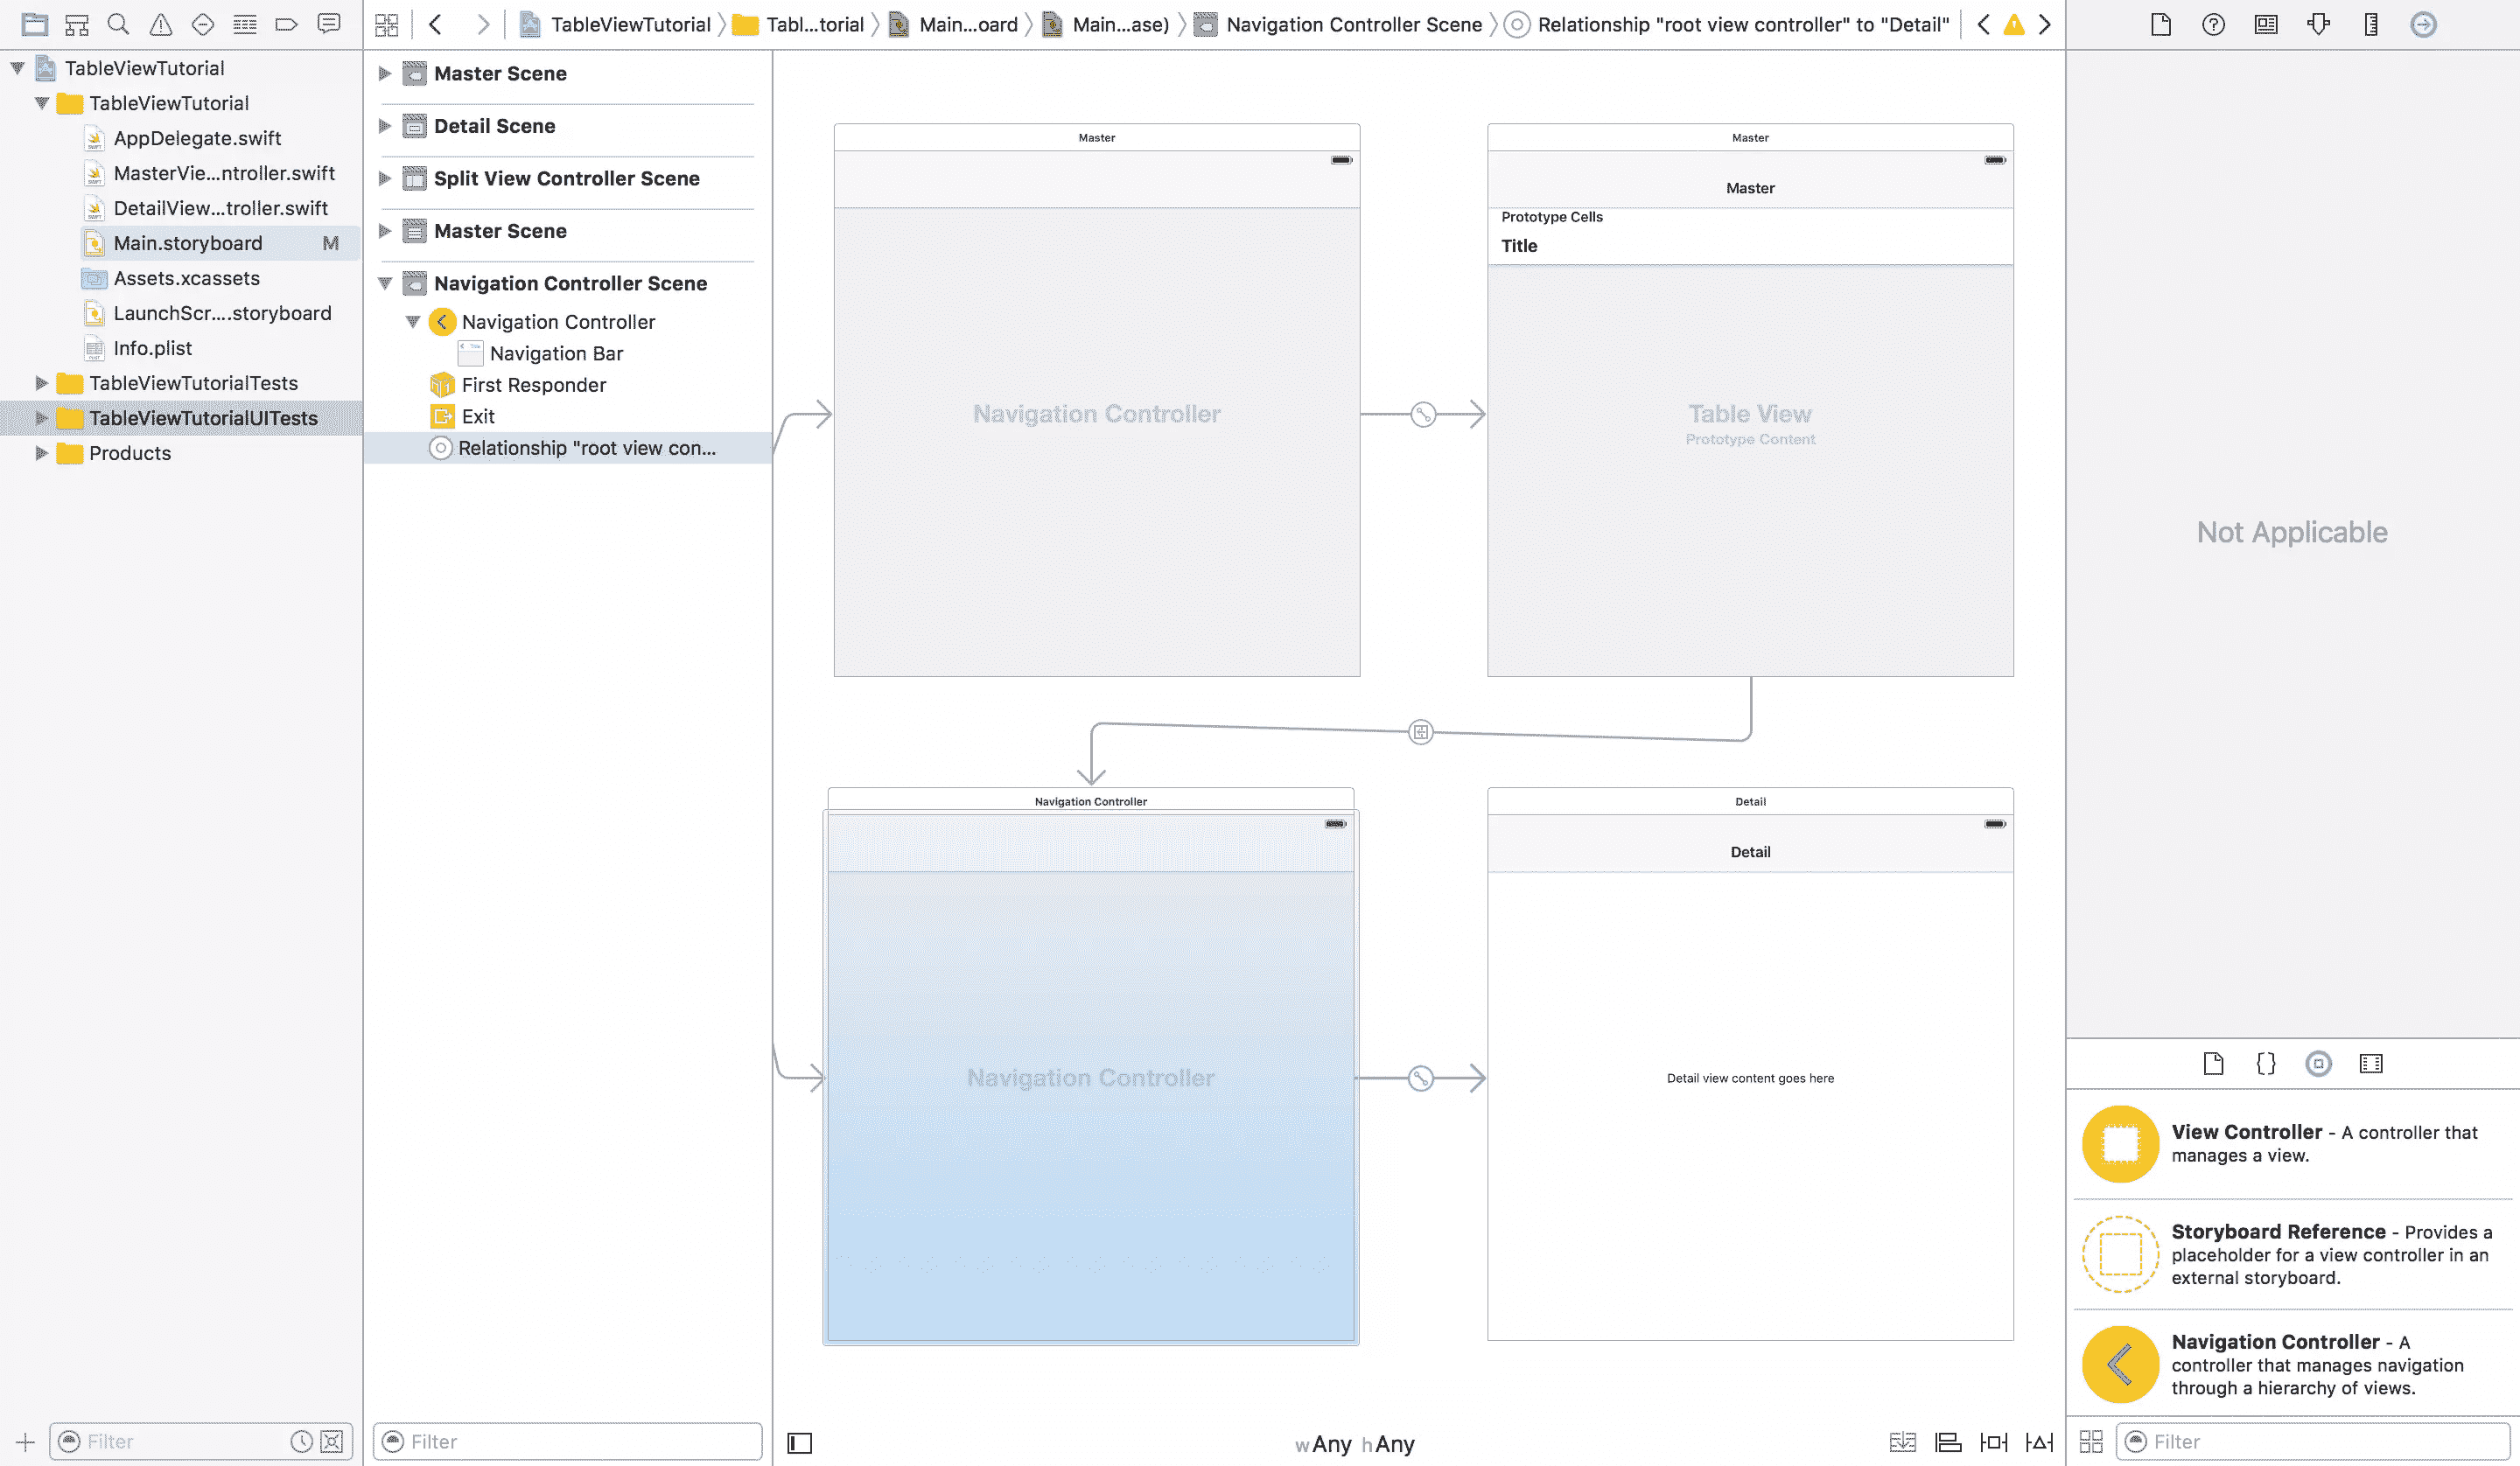 TableViewTutorial
Tabl...torial
Main...oard
Main...ase)
Navigation Controller Scene
Relationship "root view controller" to "Detail"
TableViewTutorial
TableViewTutorial
AppDelegate.swift
MasterVie...ntroller.swift
DetailView...troller.swift
Main.storyboard M
Assets.xcassets
LaunchScr....storyboard
Info.plist
TableViewTutorialTests
TableViewTutorialUITests
Products
Filter
Master Scene
Detail Scene
Split View Controller Scene
Master Scene
Navigation Controller Scene
Navigation Controller
Navigation Bar
First Responder
Exit
Relationship "root view con...
Filter
Master
Navigation Controller
Master
Master
Prototype Cells
Title
Table View
Prototype Content
Navigation Controller
Navigation Controller
Detail
Detail
Detail view content goes here
wAny hAny
Not Applicable
View Controller - A controller that
manages a view.
Storyboard Reference - Provides a
placeholder for a view controller in an
external storyboard.
Navigation Controller - A
controller that manages navigation
through a hierarchy of views.
Filter